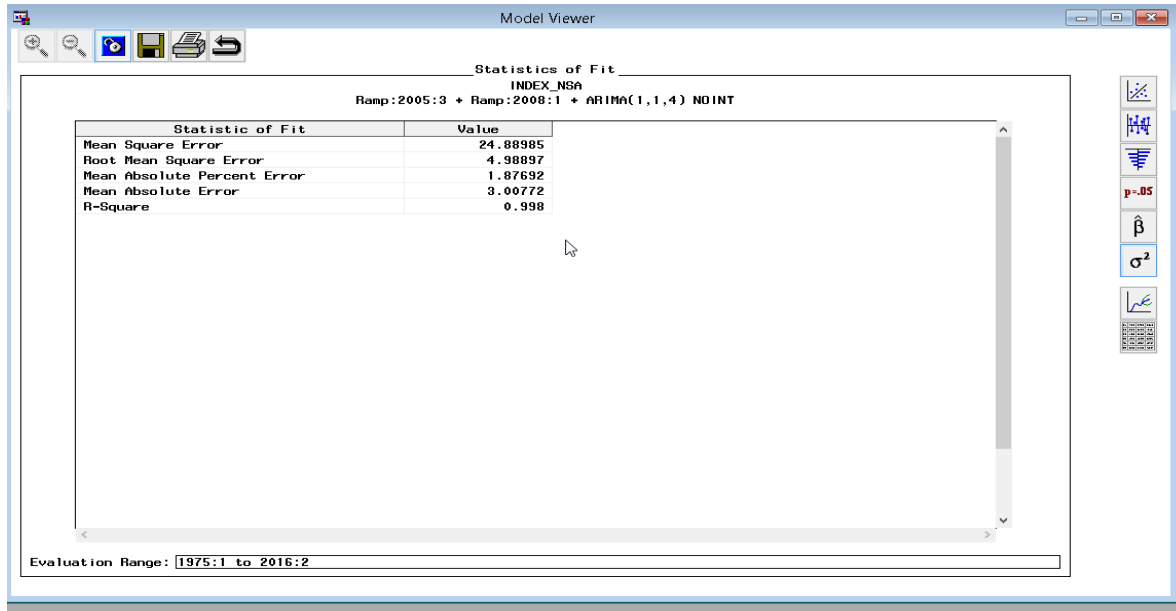 Model Viewer
Statistics of Fit
INDEX_NSA
Ramp:2005:3 + Ramp:2008:1 + ARIMA(1,1,4) NOINT
Statistic of Fit Value
Mean Square Error 24.88985
Root Mean Square Error 4.98897
Mean Absolute Percent Error 1.87692
Mean Absolute Error 3.00772
R-Square 0.998
p=.05
β̂
σ²
Evaluation Range: 1975:1 to 2016:2